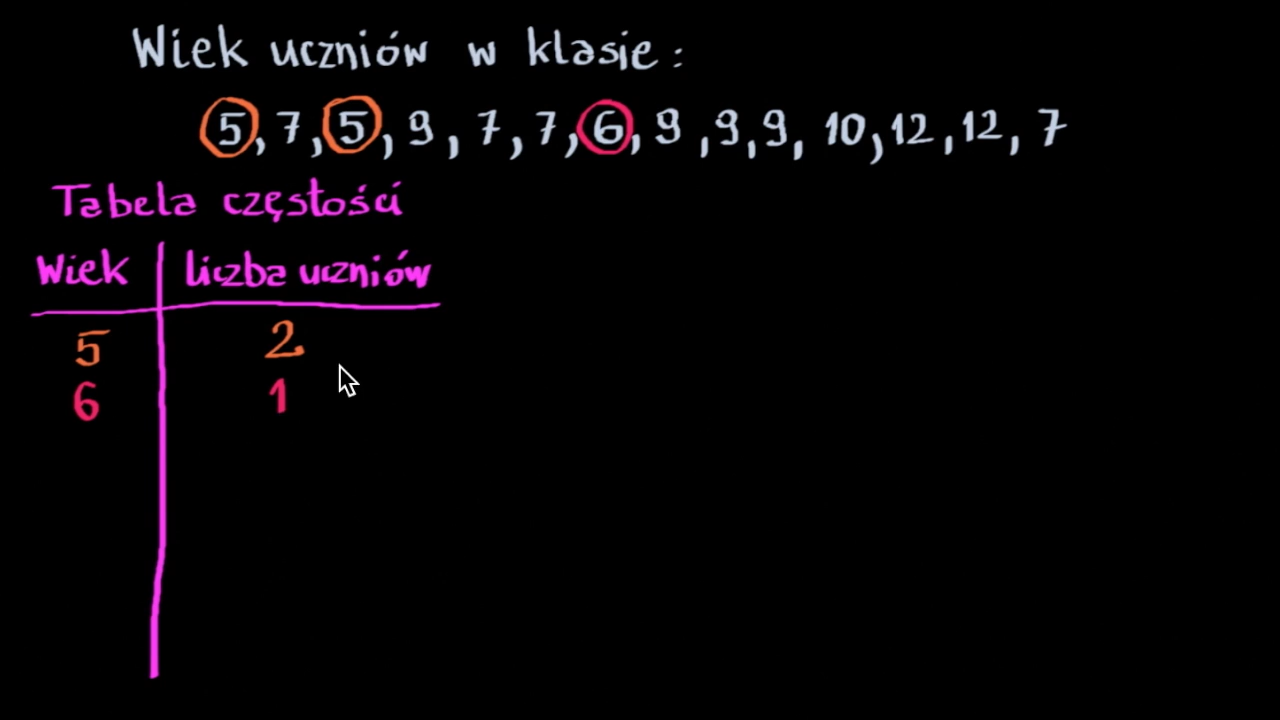 Wiek uczniów w klasie:
5, 7, 5, 9, 7, 7, 6, 9, 9, 9, 10, 12, 12, 7
Tabela częstości
Wiek liczba uczniów
5 2
6 1